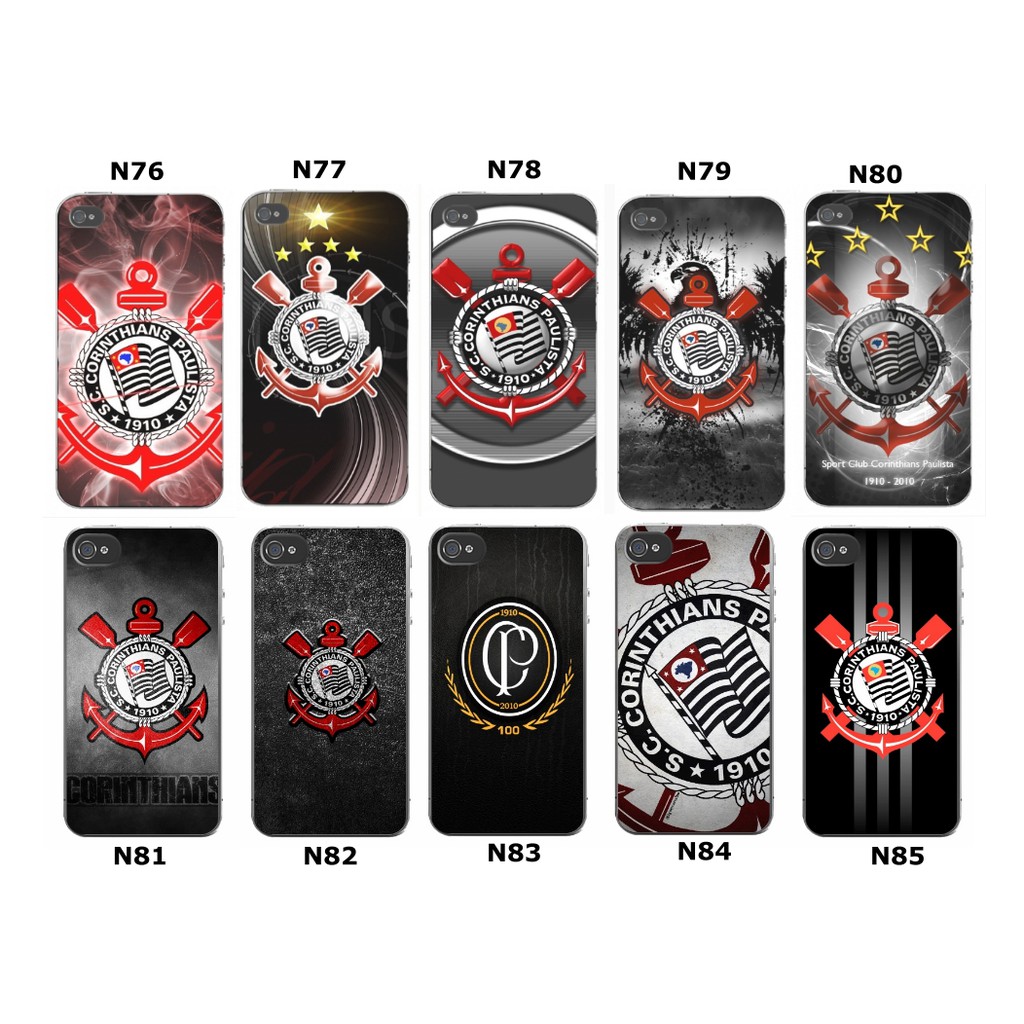 N76
N77
N78
N79
N80
S.C. CORINTHIANS PAULISTA
★ 1910 ★
S.C. CORINTHIANS PAULISTA
★ 1910 ★
S.C. CORINTHIANS PAULISTA
·1910·
S.C. CORINTHIANS PAULISTA
★ 1910 ★
S.C. CORINTHIANS PAULISTA
★ 1910 ★
Sport Club Corinthians Paulista
1910 - 2010
S.C. CORINTHIANS PAULISTA
★ 1910 ★
CORINTHIANS
S.C. CORINTHIANS PAULISTA
★ 1910 ★
1910
CP
2010
100
S.C. CORINTHIANS PA
★ 1910
S.C. CORINTHIANS PAULISTA
·1910·
N81
N82
N83
N84
N85